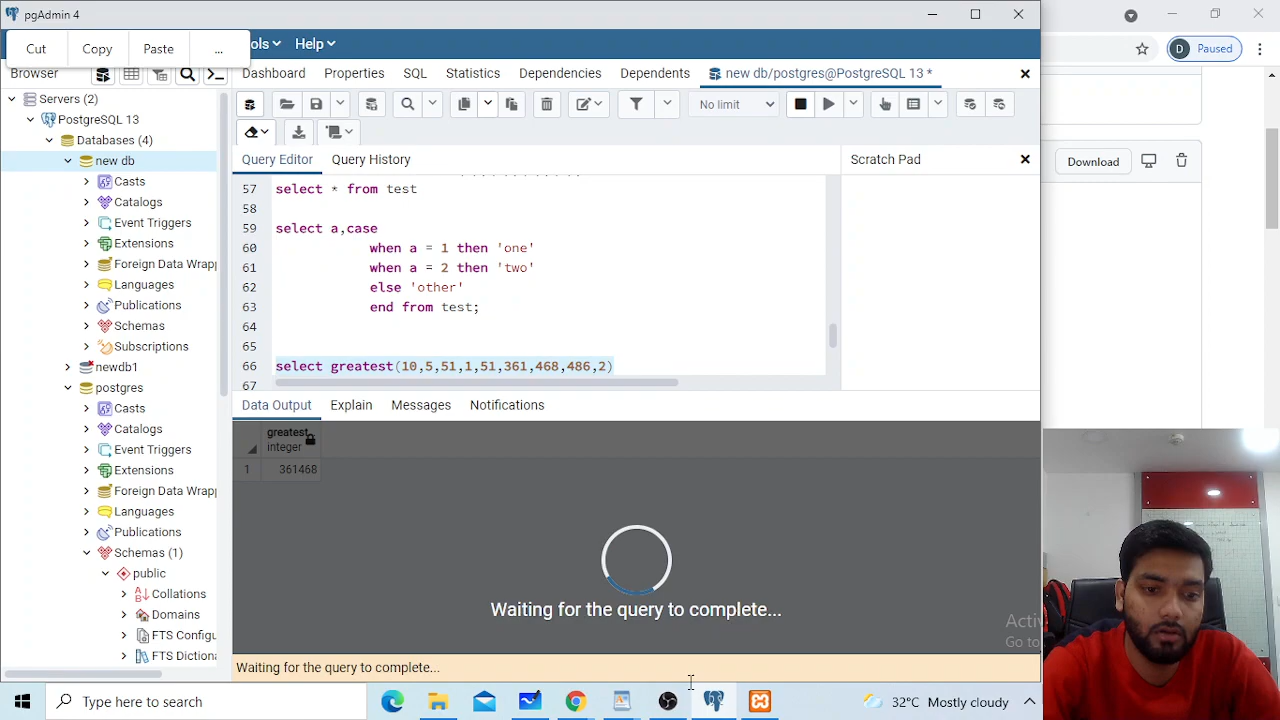 pgAdmin 4
Cut Copy Paste ...
ols Help
Paused
D
Browser
Dashboard Properties SQL Statistics Dependencies Dependents new db/postgres@PostgreSQL 13 *
No limit
Servers (2)
PostgreSQL 13
Databases (4)
new db
Casts
Catalogs
Event Triggers
Extensions
Foreign Data Wrapp
Languages
Publications
Schemas
Subscriptions
newdb1
postgres
Casts
Catalogs
Event Triggers
Extensions
Foreign Data Wrapp
Languages
Publications
Schemas (1)
public
Collations
Domains
FTS Configu
FTS Dictiona
Query Editor Query History
Scratch Pad
Download
57 select * from test
58
59 select a,case
60 when a = 1 then 'one'
61 when a = 2 then 'two'
62 else 'other'
63 end from test;
64
65
66 select greatest(10,5,51,1,51,361,468,486,2)
67
Data Output Explain Messages Notifications
greatest
integer
1 361468
Waiting for the query to complete...
Waiting for the query to complete...
Activ
Go to
Type here to search
32°C Mostly cloudy